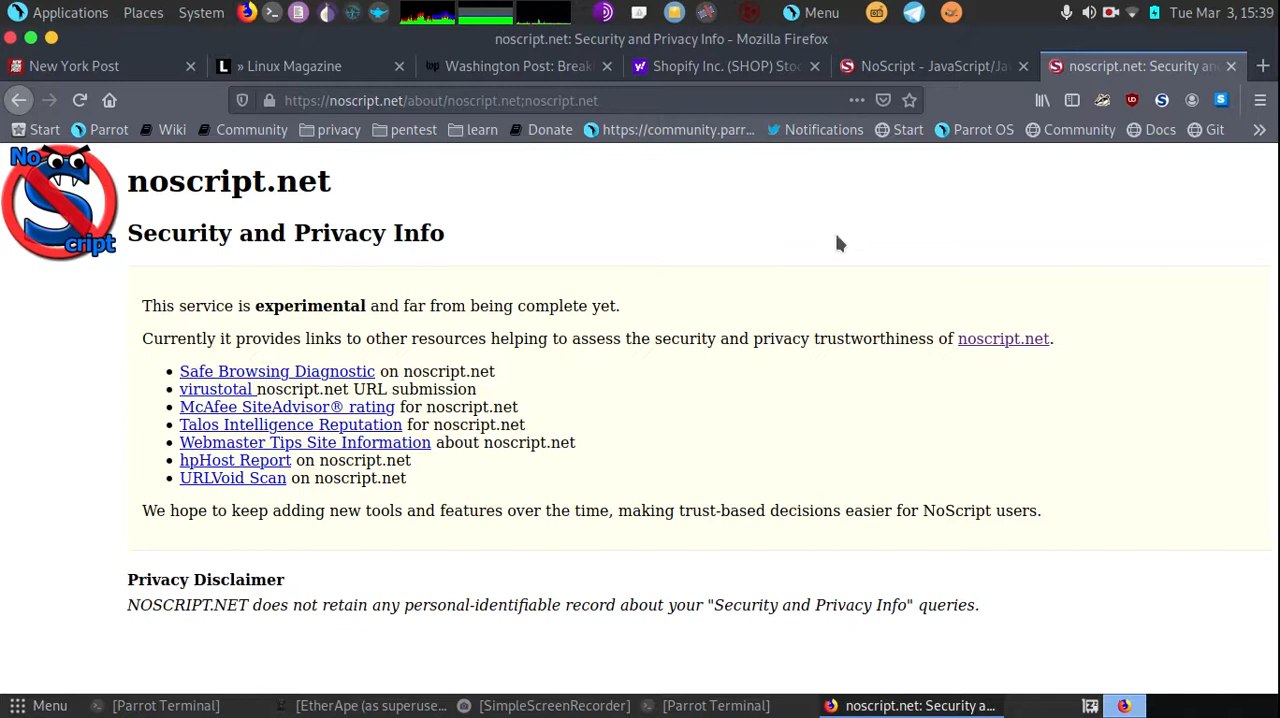 Applications Places System Menu Tue Mar 3, 15:39
noscript.net: Security and Privacy Info - Mozilla Firefox
New York Post » Linux Magazine Washington Post: Break Shopify Inc. (SHOP) Stoc NoScript - JavaScript/Ja noscript.net: Security an
https://noscript.net/about/noscript.net;noscript.net
Start Parrot Wiki Community privacy pentest learn Donate https://community.parr... Notifications Start Parrot OS Community Docs Git
No
S
cript
noscript.net
Security and Privacy Info
This service is experimental and far from being complete yet.
Currently it provides links to other resources helping to assess the security and privacy trustworthiness of noscript.net.
• Safe Browsing Diagnostic on noscript.net
• virustotal noscript.net URL submission
• McAfee SiteAdvisor® rating for noscript.net
• Talos Intelligence Reputation for noscript.net
• Webmaster Tips Site Information about noscript.net
• hpHost Report on noscript.net
• URLVoid Scan on noscript.net
We hope to keep adding new tools and features over the time, making trust-based decisions easier for NoScript users.
Privacy Disclaimer
NOSCRIPT.NET does not retain any personal-identifiable record about your "Security and Privacy Info" queries.
Menu [Parrot Terminal] [EtherApe (as superuse... [SimpleScreenRecorder] [Parrot Terminal] noscript.net: Security a...